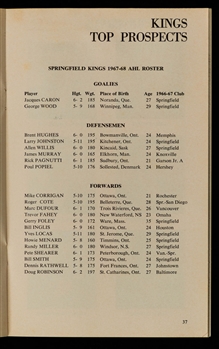 KINGS
TOP PROSPECTS
SPRINGFIELD KINGS 1967-68 AHL ROSTER
GOALIES
Player Hgt. Wgt. Place of Birth Age 1966-67 Club
Jacques CARON 6- 2 185 Noranda, Que. 27 Springfield
George WOOD 5- 9 168 Winnipeg, Man. 29 Springfield
DEFENSEMEN
Brent HUGHES 6- 0 195 Bowmanville, Ont. 24 Memphis
Larry JOHNSTON 5-11 195 Kitchener, Ont. 24 Springfield
Allan WILLIS 6- 0 180 Kincaid, Sask 27 Springfield
James MURRAY 6- 0 165 Elkhorn, Man. 24 Knoxville
Rick PAGNUTTI 6- 1 185 Sudbury, Ont. 21 Garson Jr. A
Poul POPIEL 5-10 176 Sollested, Denmark 24 Hershey
FORWARDS
Mike CORRIGAN 5-10 175 Ottawa, Ont. 21 Rochester
Roger COTE 5-10 195 Belleterre, Que. 28 Spr.-San Diego
Marc DUFOUR 6- 1 170 Trois Rivieres, Que. 26 Vancouver
Trevor FAHEY 6- 0 180 New Waterford, NS 23 Omaha
Gerry FOLEY 6- 0 172 Ware, Mass. 35 Springfield
Bill INGLIS 5- 9 161 Ottawa, Ont. 24 Houston
Yves LOCAS 5-11 180 St. Jerome, Que. 29 Springfield
Howie MENARD 5- 8 160 Timmins, Ont. 25 Springfield
Randy MILLER 6- 0 180 Windsor, N.S. 27 Springfield
Pete SHEARER 6- 1 173 Peterborough, Ont. 24 Van.-Spr.
Bill SMITH 5- 9 175 Ottawa, Ont. 24 Springfield
Dennis RATHWELL 5- 8 175 Fort Frances, Ont. 27 Johnstown
Doug ROBINSON 6- 2 197 St. Catharines, Ont. 27 Baltimore
37